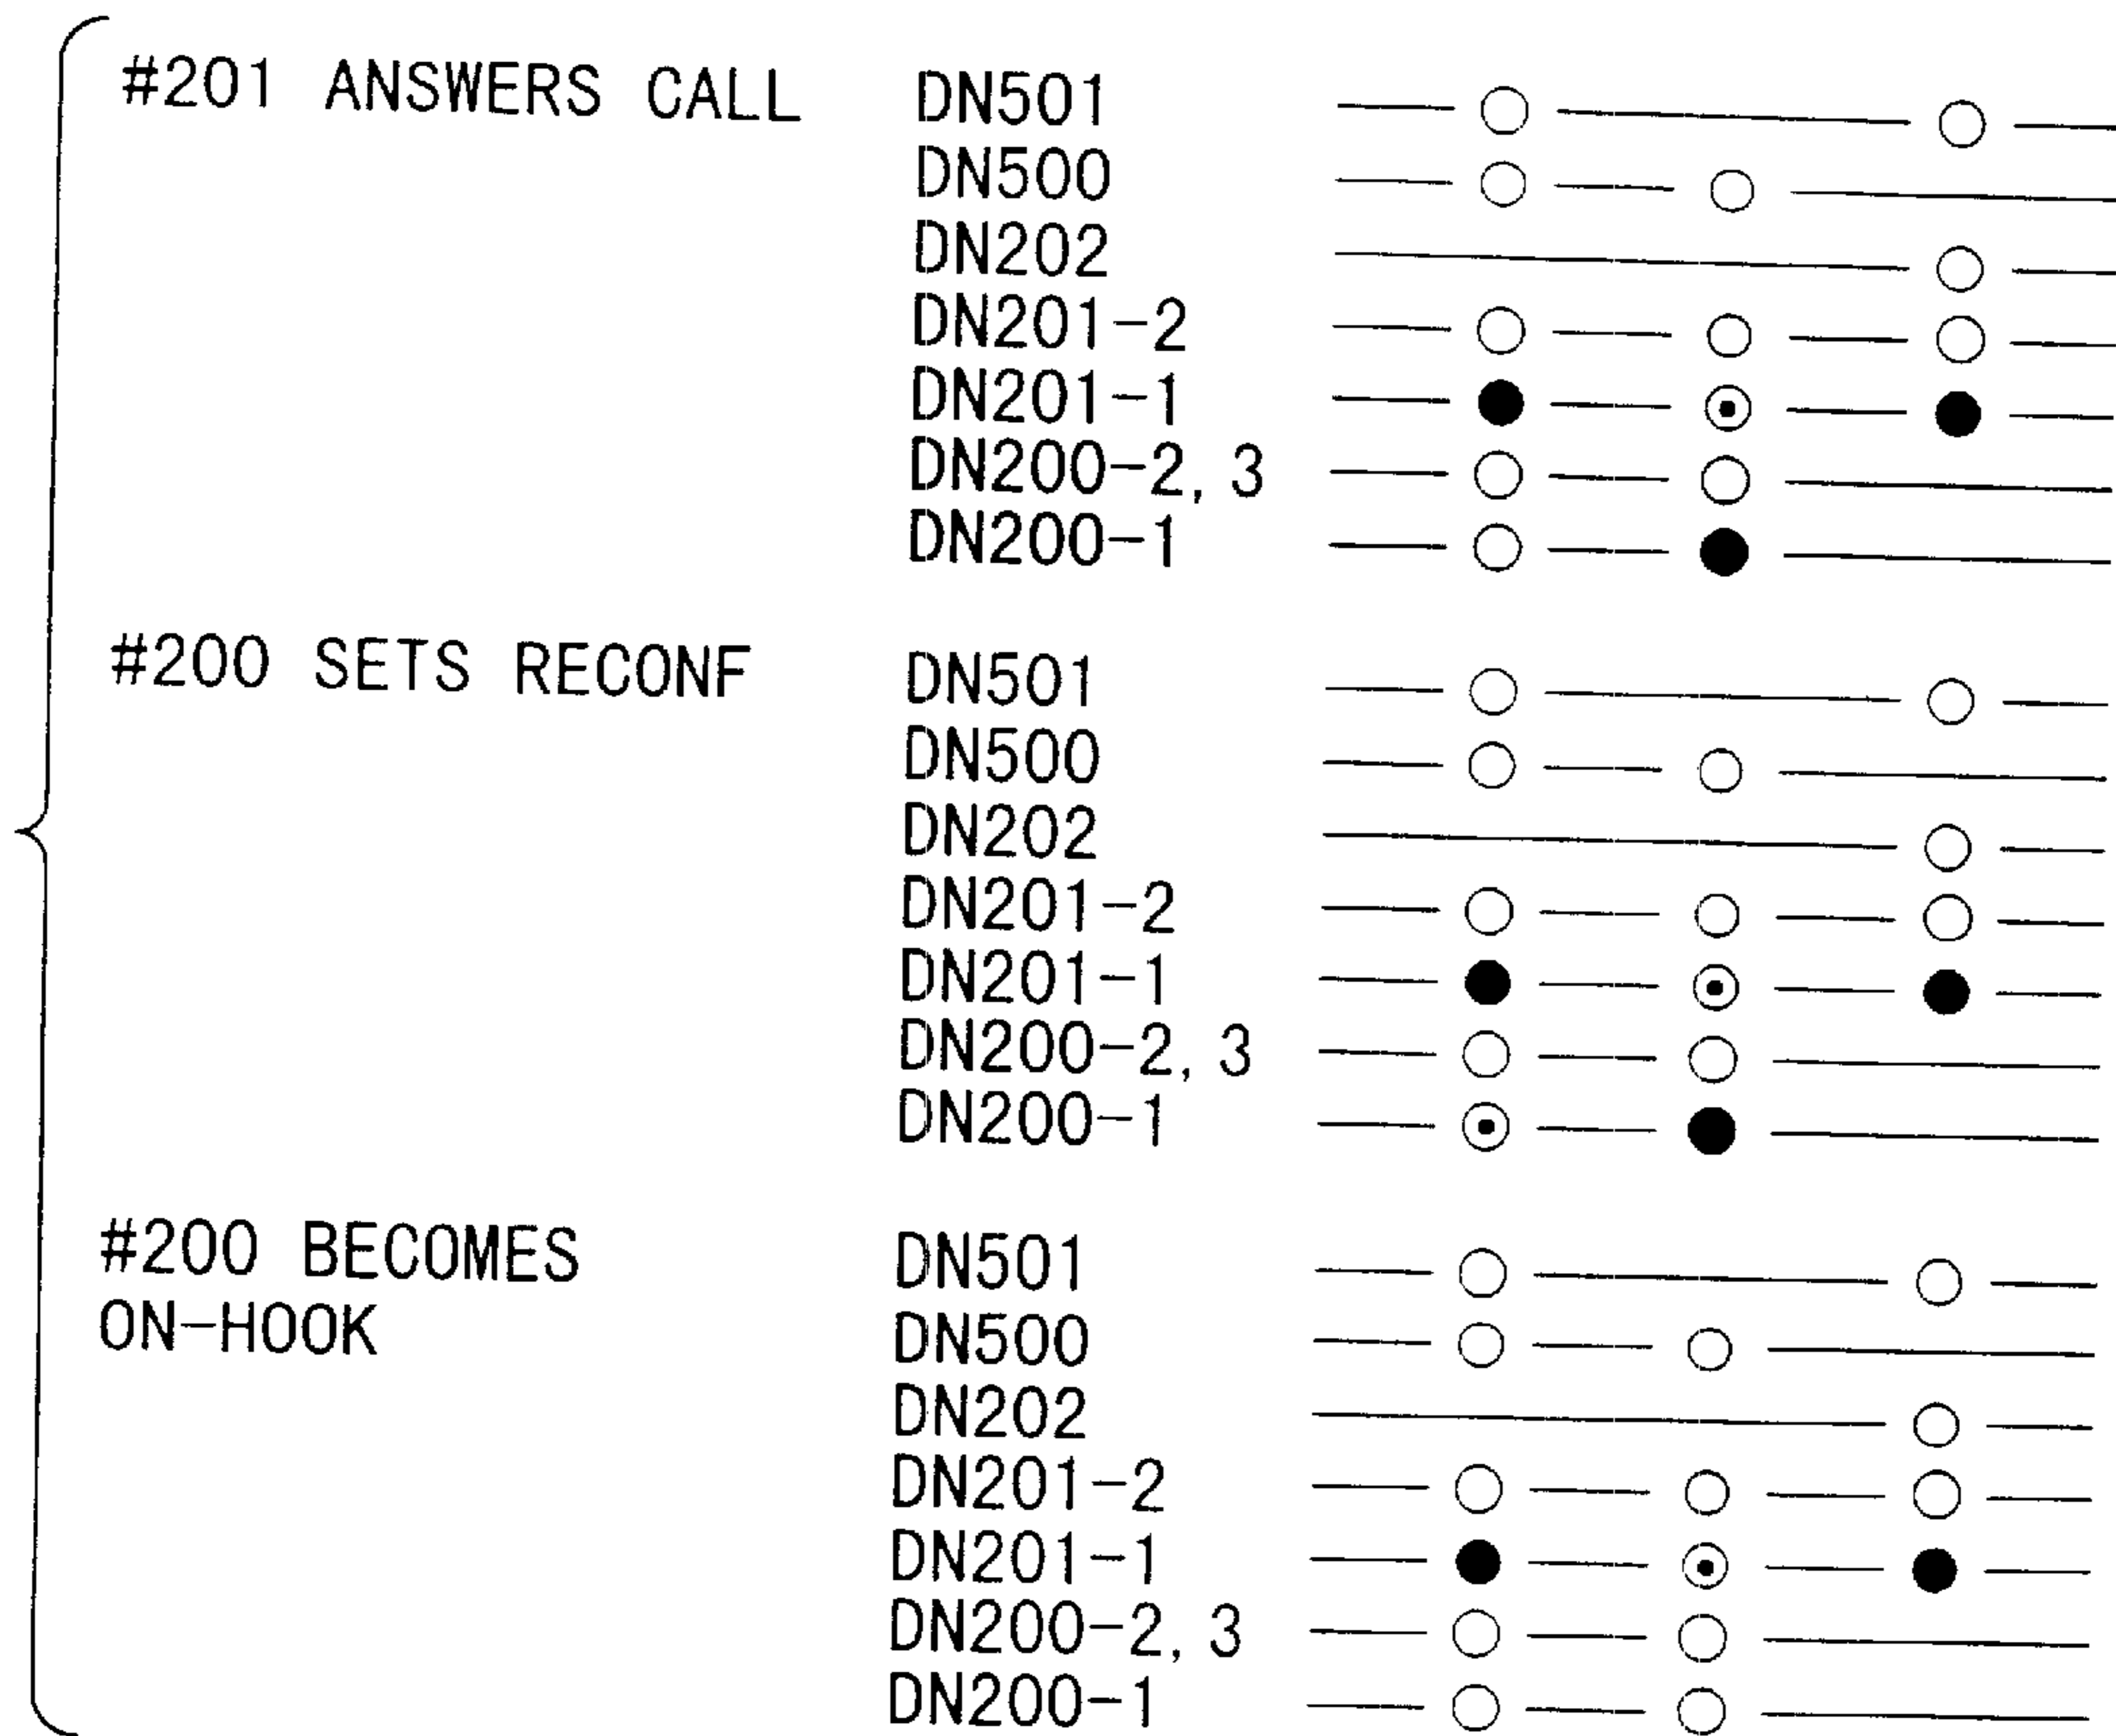 #201 ANSWERS CALL DN501
DN500
DN202
DN201-2
DN201-1
DN200-2, 3
DN200-1
#200 SETS RECONF DN501
DN500
DN202
DN201-2
DN201-1
DN200-2, 3
DN200-1
#200 BECOMES DN501
ON-HOOK DN500
DN202
DN201-2
DN201-1
DN200-2, 3
DN200-1